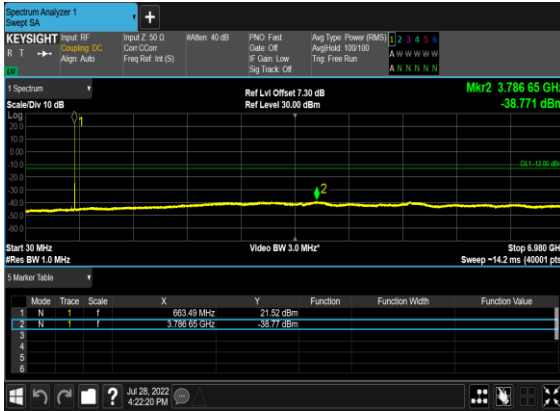 Spectrum Analyzer 1
Swept SA
+
KEYSIGHT Input: RF Input Z: 50 Ω #Atten: 40 dB PNO: Fast Avg Type: Power (RMS) 1 2 3 4 5 6
R T Coupling: DC Corr CCorr Gate: Off Avg|Hold: 100/100 A W W W W W
Align: Auto Freq Ref: Int (S) IF Gain: Low Trig: Free Run
Sig Track: Off A N N N N N
1 Spectrum Ref Lvl Offset 7.30 dB Mkr2 3.786 65 GHz
Scale/Div 10 dB Ref Level 30.00 dBm -38.771 dBm
Log
20.0 1
10.0
0.00
-10.0 DL1 -13.00 dBm
-20.0
-30.0 2
-40.0
-50.0
-60.0
Start 30 MHz Video BW 3.0 MHz* Stop 6.980 GHz
#Res BW 1.0 MHz Sweep ~14.2 ms (40001 pts)
5 Marker Table
Mode Trace Scale X Y Function Function Width Function Value
1 N 1 f 663.49 MHz 21.52 dBm
2 N 1 f 3.786 65 GHz -38.77 dBm
3
4
5
6
? Jul 28, 2022
4:22:20 PM